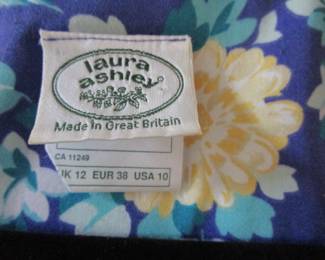 laura
ashley®
Made in Great Britain
CA 11249
UK 12 EUR 38 USA 10